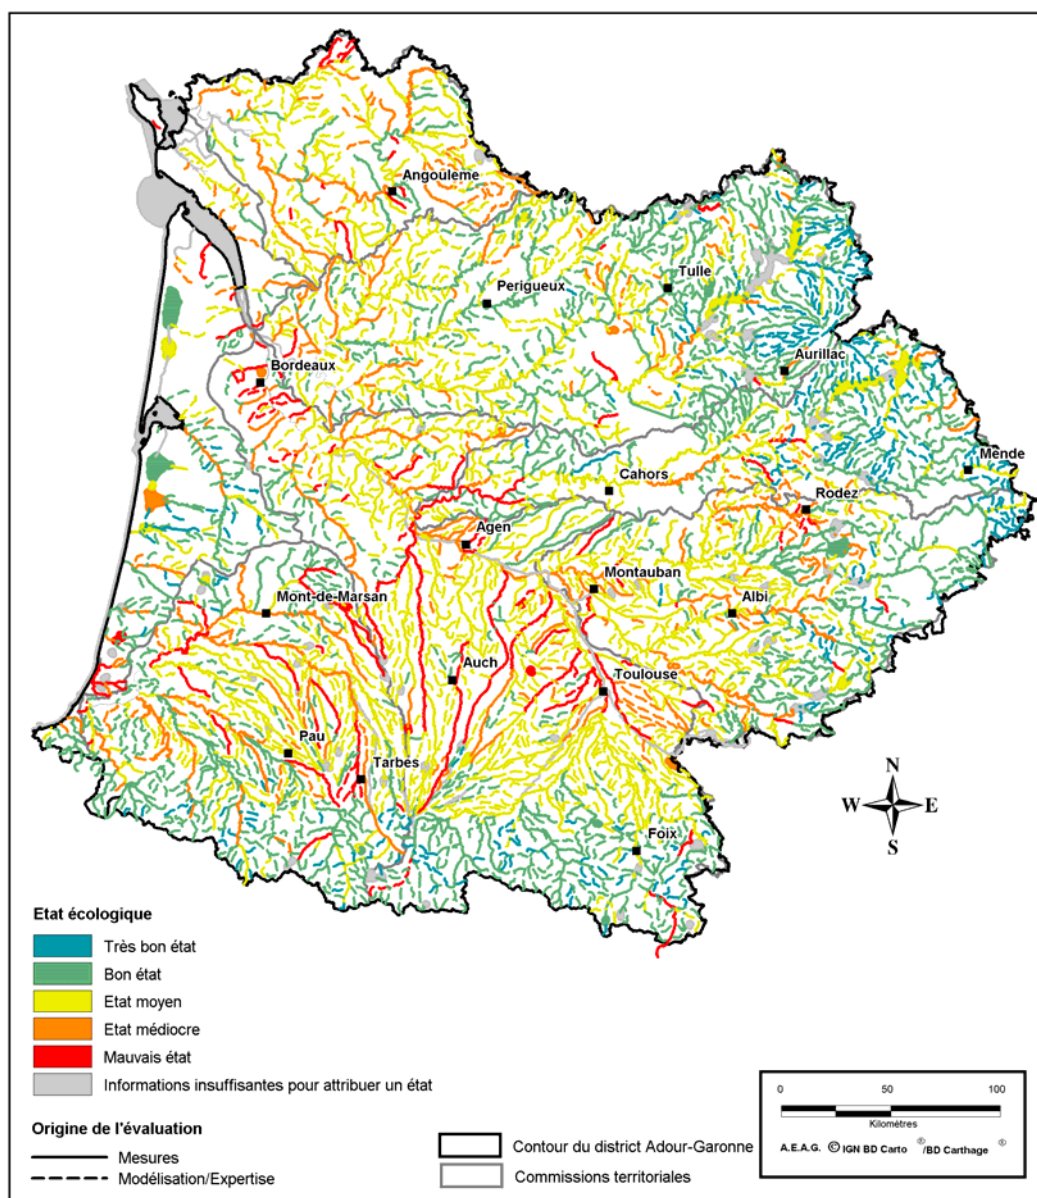 Angouleme
Perigueux
Tulle
Aurillac
Bordeaux
Mende
Cahors
Rodez
Agen
Montauban
Albi
Mont-de-Marsan
Auch
Toulouse
Pau
Tarbes
Foix
N
W E
S
Etat écologique
Très bon état
Bon état
Etat moyen
Etat médiocre
Mauvais état
Informations insuffisantes pour attribuer un état
Origine de l'évaluation
Mesures
Modélisation/Expertise
Contour du district Adour-Garonne
Commissions territoriales
0 50 100
Kilomètres
A.E.A.G. © IGN BD Carto ® /BD Carthage ®